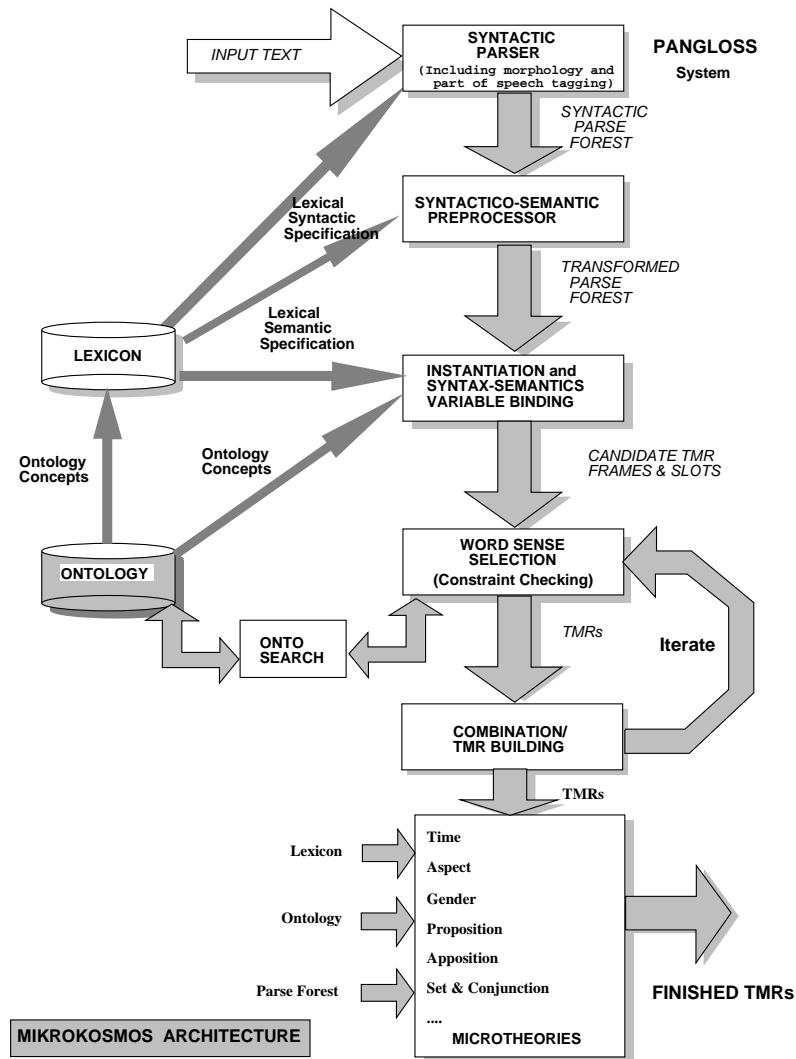 INPUT TEXT
SYNTACTIC
PARSER
(Including morphology and
part of speech tagging)
PANGLOSS
System
SYNTACTIC
PARSE
FOREST
Lexical
Syntactic
Specification
SYNTACTICO-SEMANTIC
PREPROCESSOR
TRANSFORMED
PARSE
FOREST
Lexical
Semantic
Specification
LEXICON
INSTANTIATION and
SYNTAX-SEMANTICS
VARIABLE BINDING
Ontology
Concepts
Ontology
Concepts
CANDIDATE TMR
FRAMES & SLOTS
ONTOLOGY
WORD SENSE
SELECTION
(Constraint Checking)
ONTO
SEARCH
TMRs
Iterate
COMBINATION/
TMR BUILDING
TMRs
Lexicon
Ontology
Parse Forest
Time
Aspect
Gender
Proposition
Apposition
Set & Conjunction
....
MICROTHEORIES
FINISHED TMRs
MIKROKOSMOS ARCHITECTURE